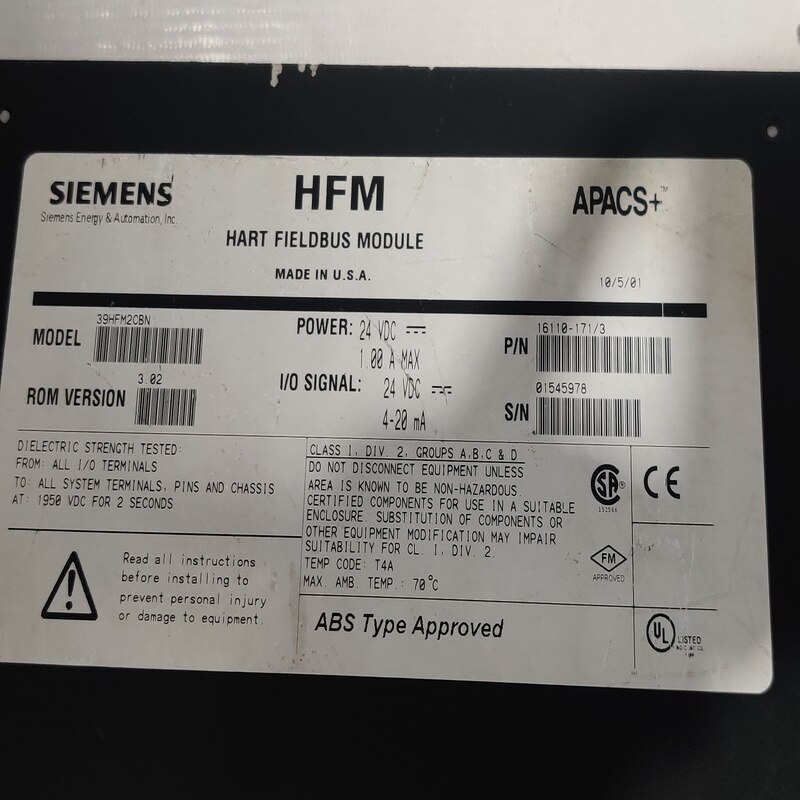 SIEMENS
Siemens Energy & Automation, Inc.
HFM
HART FIELDBUS MODULE
MADE IN U.S.A.
APACS+™
10/5/01
MODEL
39HFM2CBN
ROM VERSION
3.02
POWER: 24 VDC
1.00 A MAX
I/O SIGNAL: 24 VDC
4-20 mA
P/N
16110-171/3
S/N
01545978
DIELECTRIC STRENGTH TESTED:
FROM: ALL I/O TERMINALS
TO: ALL SYSTEM TERMINALS, PINS AND CHASSIS
AT: 1950 VDC FOR 2 SECONDS
Read all instructions
before installing to
prevent personal injury
or damage to equipment.
CLASS I, DIV. 2, GROUPS A,B,C & D
DO NOT DISCONNECT EQUIPMENT UNLESS
AREA IS KNOWN TO BE NON-HAZARDOUS.
CERTIFIED COMPONENTS FOR USE IN A SUITABLE
ENCLOSURE. SUBSTITUTION OF COMPONENTS OR
OTHER EQUIPMENT MODIFICATION MAY IMPAIR
SUITABILITY FOR CL. I, DIV. 2.
TEMP CODE: T4A
MAX. AMB. TEMP.: 70°C
ABS Type Approved
SA®
CE
FM
APPROVED
UL
LISTED